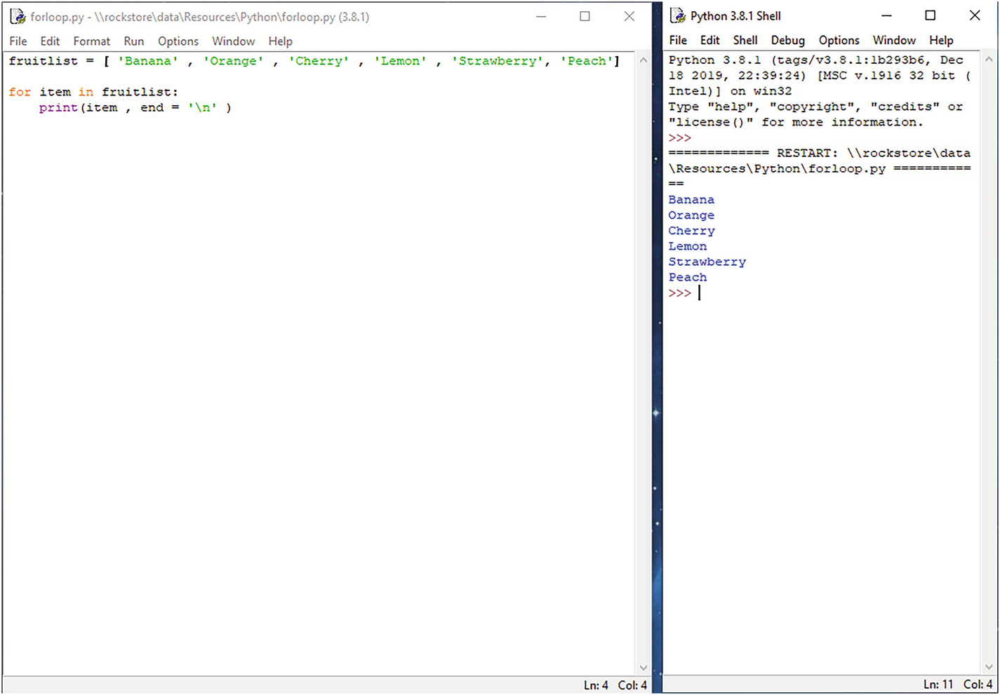 forloop.py - \\rockstore\data\Resources\Python\forloop.py (3.8.1)
File Edit Format Run Options Window Help
fruitlist = [ 'Banana' , 'Orange' , 'Cherry' , 'Lemon' , 'Strawberry', 'Peach']
for item in fruitlist:
    print(item , end = '\n' )
Ln: 4 Col: 4
Python 3.8.1 Shell
File Edit Shell Debug Options Window Help
Python 3.8.1 (tags/v3.8.1:1b293b6, Dec
18 2019, 22:39:24) [MSC v.1916 32 bit (
Intel)] on win32
Type "help", "copyright", "credits" or
"license()" for more information.
>>>
============= RESTART: \\rockstore\data
\Resources\Python\forloop.py ==========
==
Banana
Orange
Cherry
Lemon
Strawberry
Peach
>>>
Ln: 11 Col: 4